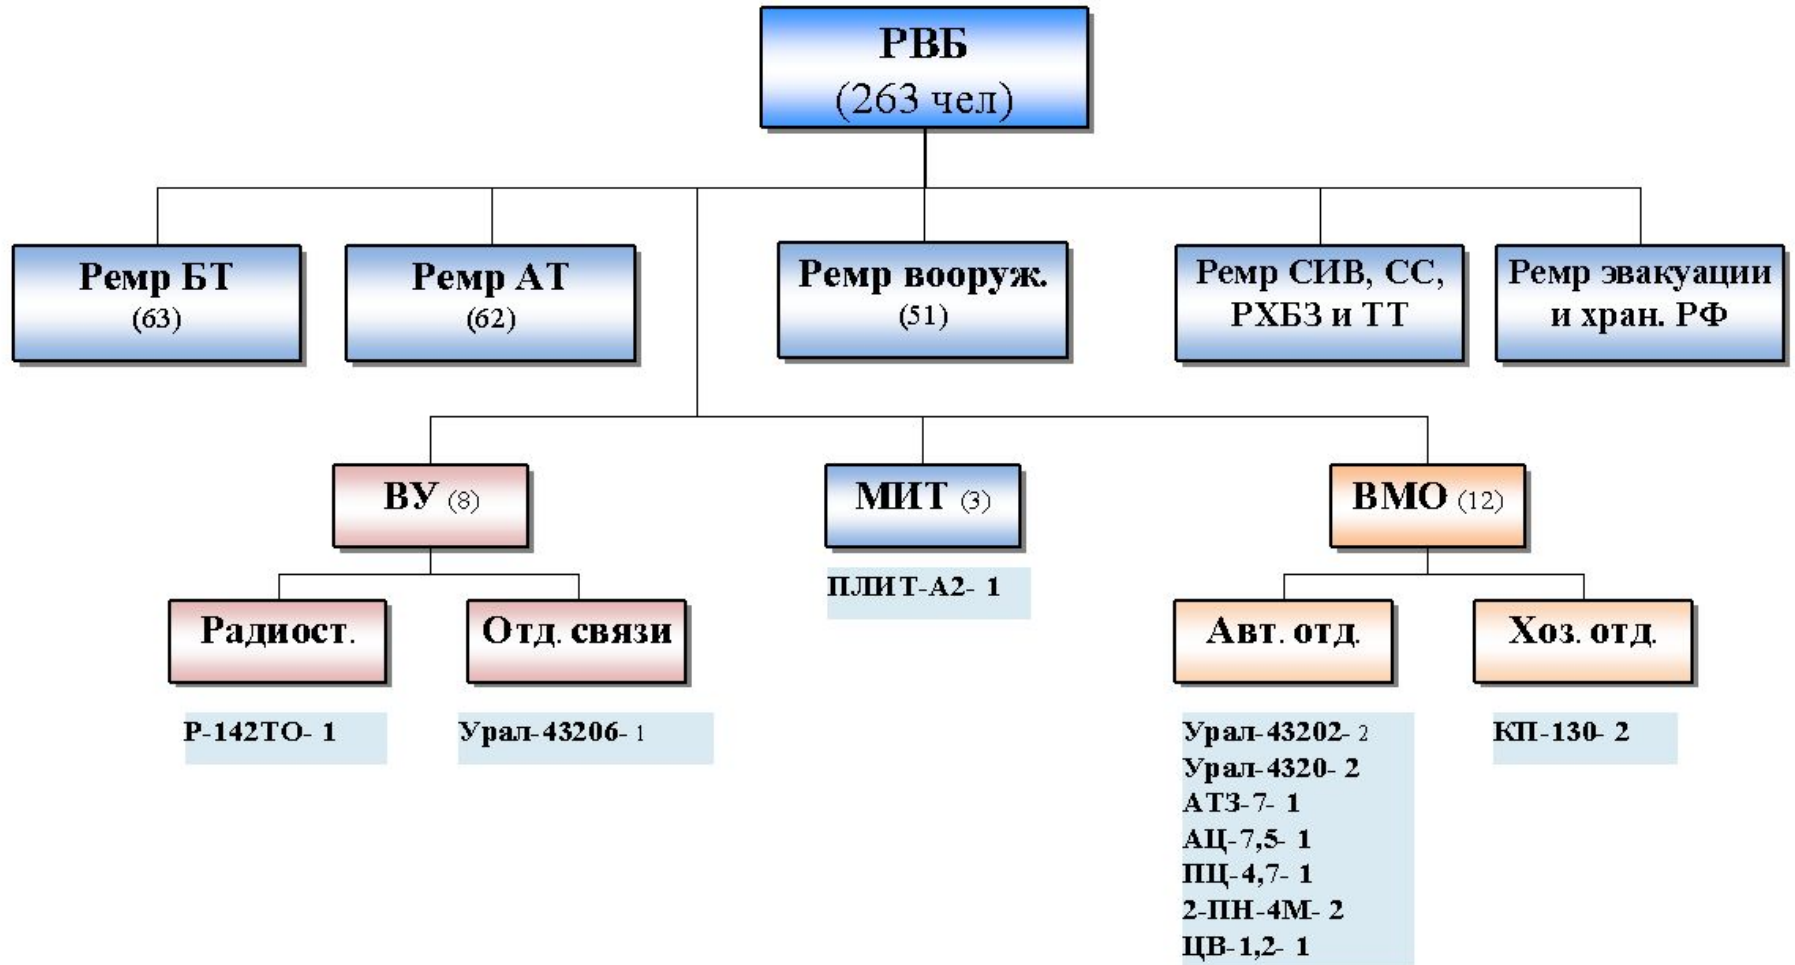 РВБ
(263 чел)
Ремр БТ
(63)
Ремр АТ
(62)
Ремр вооруж.
(51)
Ремр СИВ, СС,
РХБЗ и ТТ
Ремр эвакуации
и хран. РФ
ВУ (8)
МИТ (3)
ВМО (12)
ПЛИТ-А2- 1
Радиост.
Отд. связи
Авт. отд.
Хоз. отд.
Р-142ТО- 1
Урал-43206- 1
Урал-43202- 2
Урал-4320- 2
АТЗ-7- 1
АЦ-7,5- 1
ПЦ-4,7- 1
2-ПН-4М- 2
ЦВ-1,2- 1
КП-130- 2